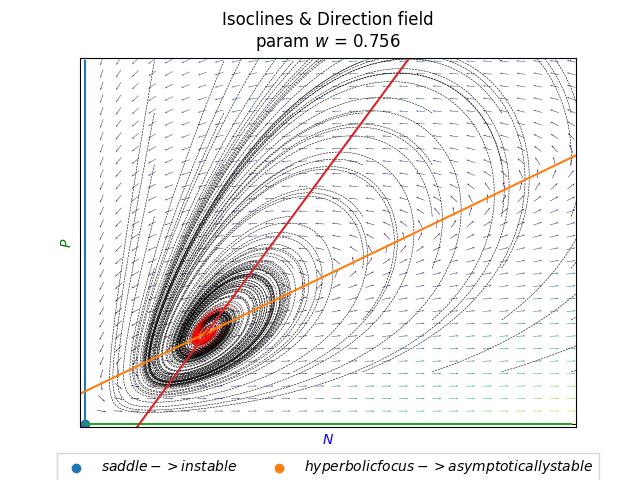 Isoclines & Direction field
param w = 0.756
P
N
saddle−>instable
hyperbolicfocus−>asymptoticallystable